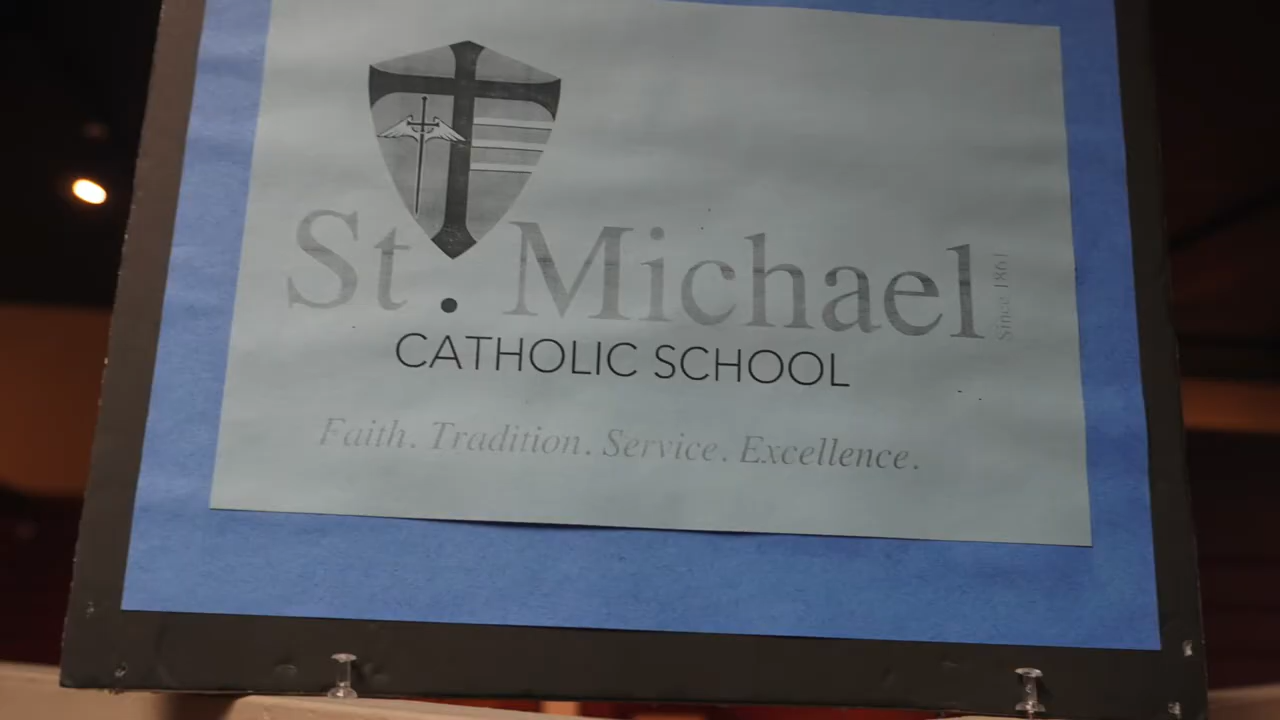 St. Michael
Since 1861
CATHOLIC SCHOOL
Faith. Tradition. Service. Excellence.